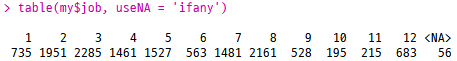 > table(my$job, useNA = 'ifany')
1 2 3 4 5 6 7 8 9 10 11 12 <NA>
735 1951 2285 1461 1527 563 1481 2161 528 195 215 683 56